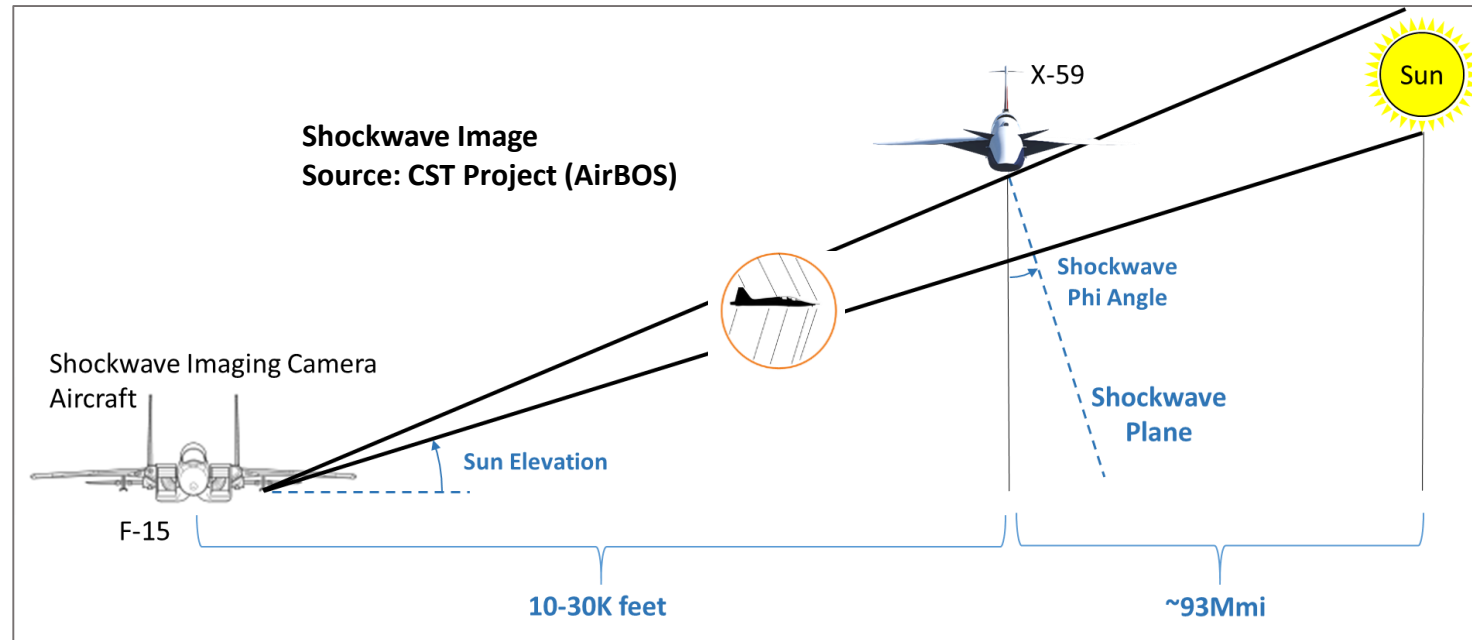 X-59
Sun
Shockwave Image
Source: CST Project (AirBOS)
Shockwave
Phi Angle
Shockwave Imaging Camera
Aircraft
Shockwave
Plane
Sun Elevation
F-15
10-30K feet
~93Mmi